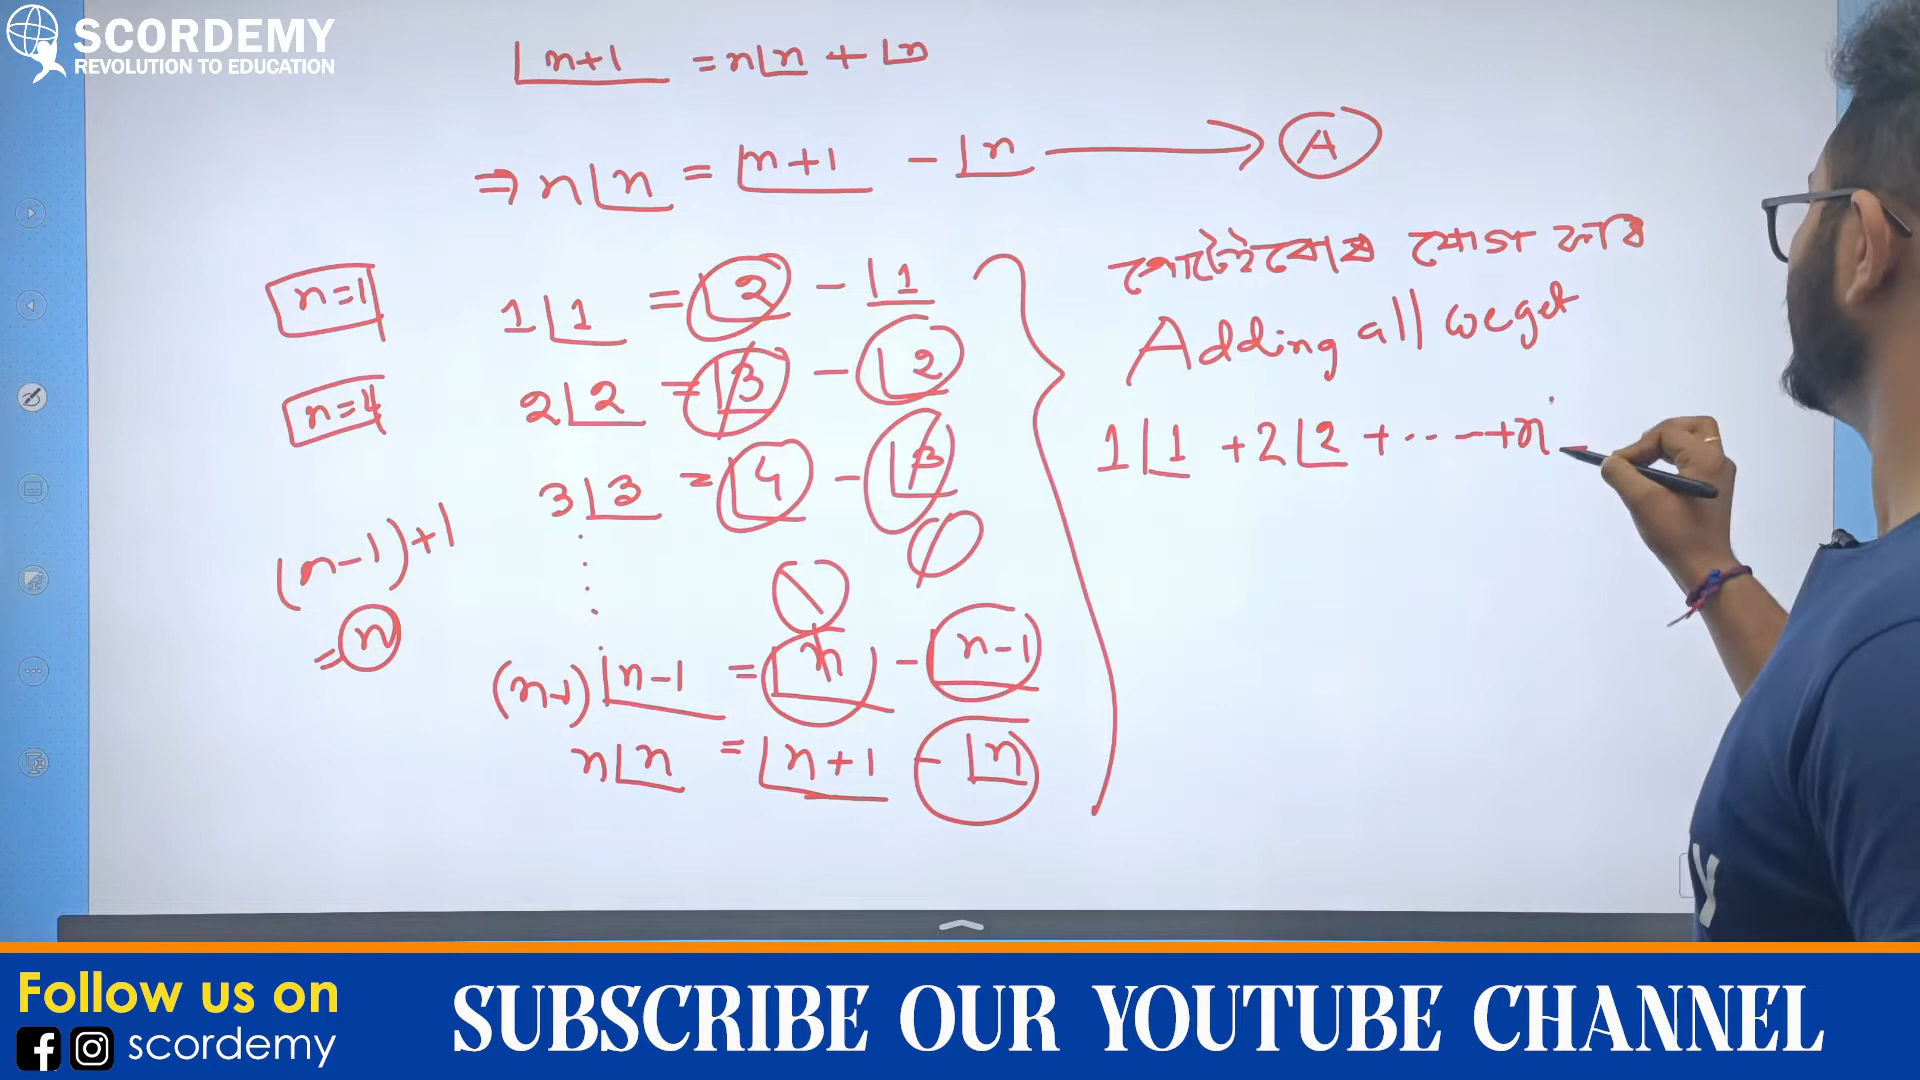 SCORDEMY
REVOLUTION TO EDUCATION
⌊n+1 = n⌊n + ⌊n
⇒ n⌊n = ⌊n+1 - ⌊n → A
n=1
1⌊1 = ⌊2 - ⌊1
n=4
2⌊2 = ⌊3 - ⌊2
3⌊3 = ⌊4 - ⌊3
(n-1)+1
= n
(n-1)⌊n-1 = ⌊n - ⌊n-1
n⌊n = ⌊n+1 - ⌊n
যোগ করি
Adding all we get
1⌊1 + 2⌊2 + ... - + n
Follow us on
scordemy
SUBSCRIBE OUR YOUTUBE CHANNEL